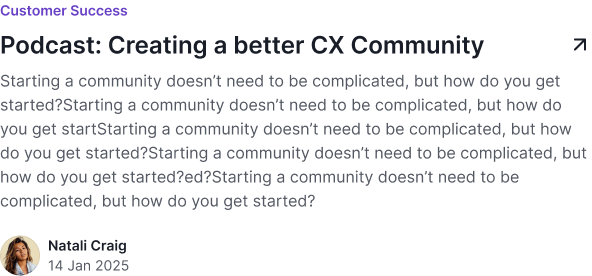 Customer Success
Podcast: Creating a better CX Community
Starting a community doesn’t need to be complicated, but how do you get
started?Starting a community doesn’t need to be complicated, but how do
you get startStarting a community doesn’t need to be complicated, but how
do you get started?Starting a community doesn’t need to be complicated, but
how do you get started?ed?Starting a community doesn’t need to be
complicated, but how do you get started?
Natali Craig
14 Jan 2025